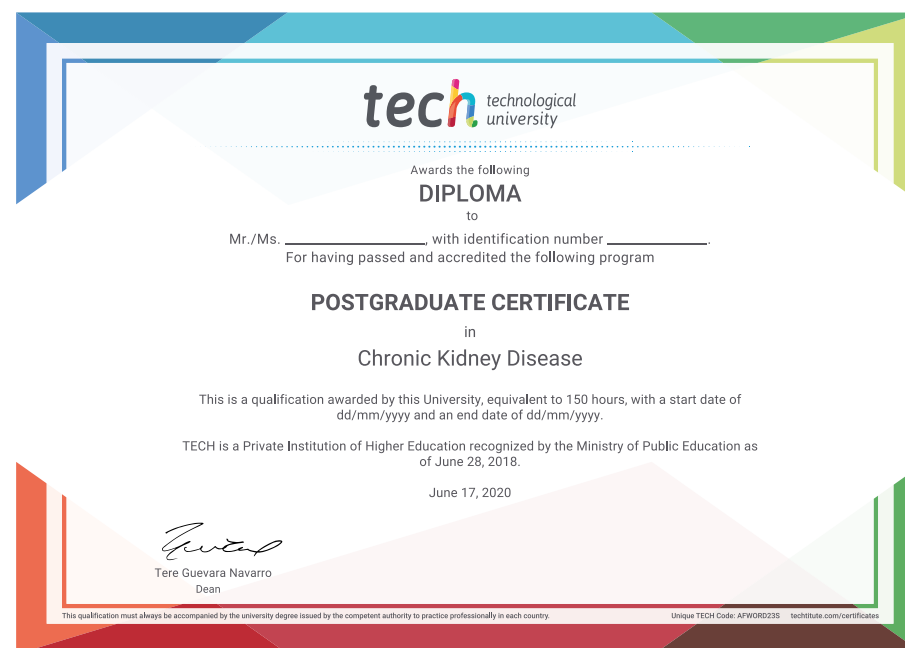 tech technological
university
Awards the following
DIPLOMA
to
Mr./Ms. ____________________, with identification number ______________.
For having passed and accredited the following program
POSTGRADUATE CERTIFICATE
in
Chronic Kidney Disease
This is a qualification awarded by this University, equivalent to 150 hours, with a start date of
dd/mm/yyyy and an end date of dd/mm/yyyy.
TECH is a Private Institution of Higher Education recognized by the Ministry of Public Education as
of June 28, 2018.
June 17, 2020
Tere Guevara Navarro
Dean
This qualification must always be accompanied by the university degree issued by the competent authority to practice professionally in each country. Unique TECH Code: AFWORD23S techtitute.com/certificates